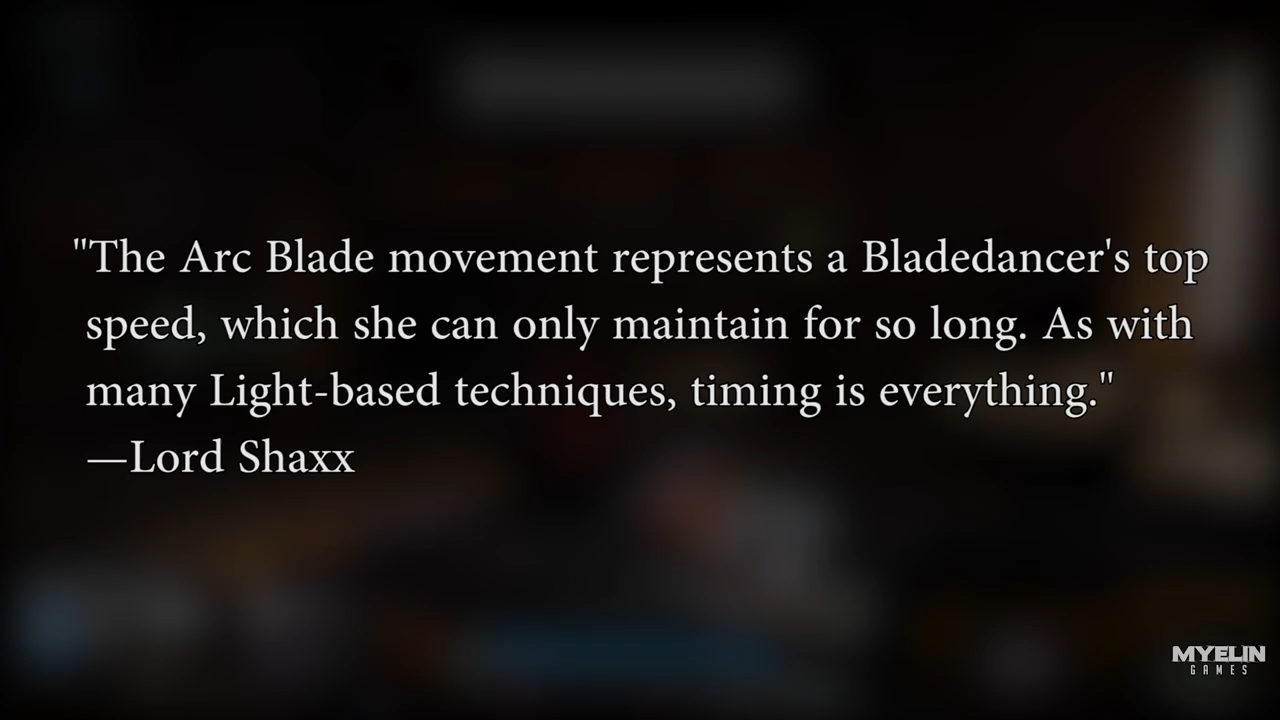 "The Arc Blade movement represents a Bladedancer's top
speed, which she can only maintain for so long. As with
many Light-based techniques, timing is everything."
—Lord Shaxx
MYELIN
GAMES